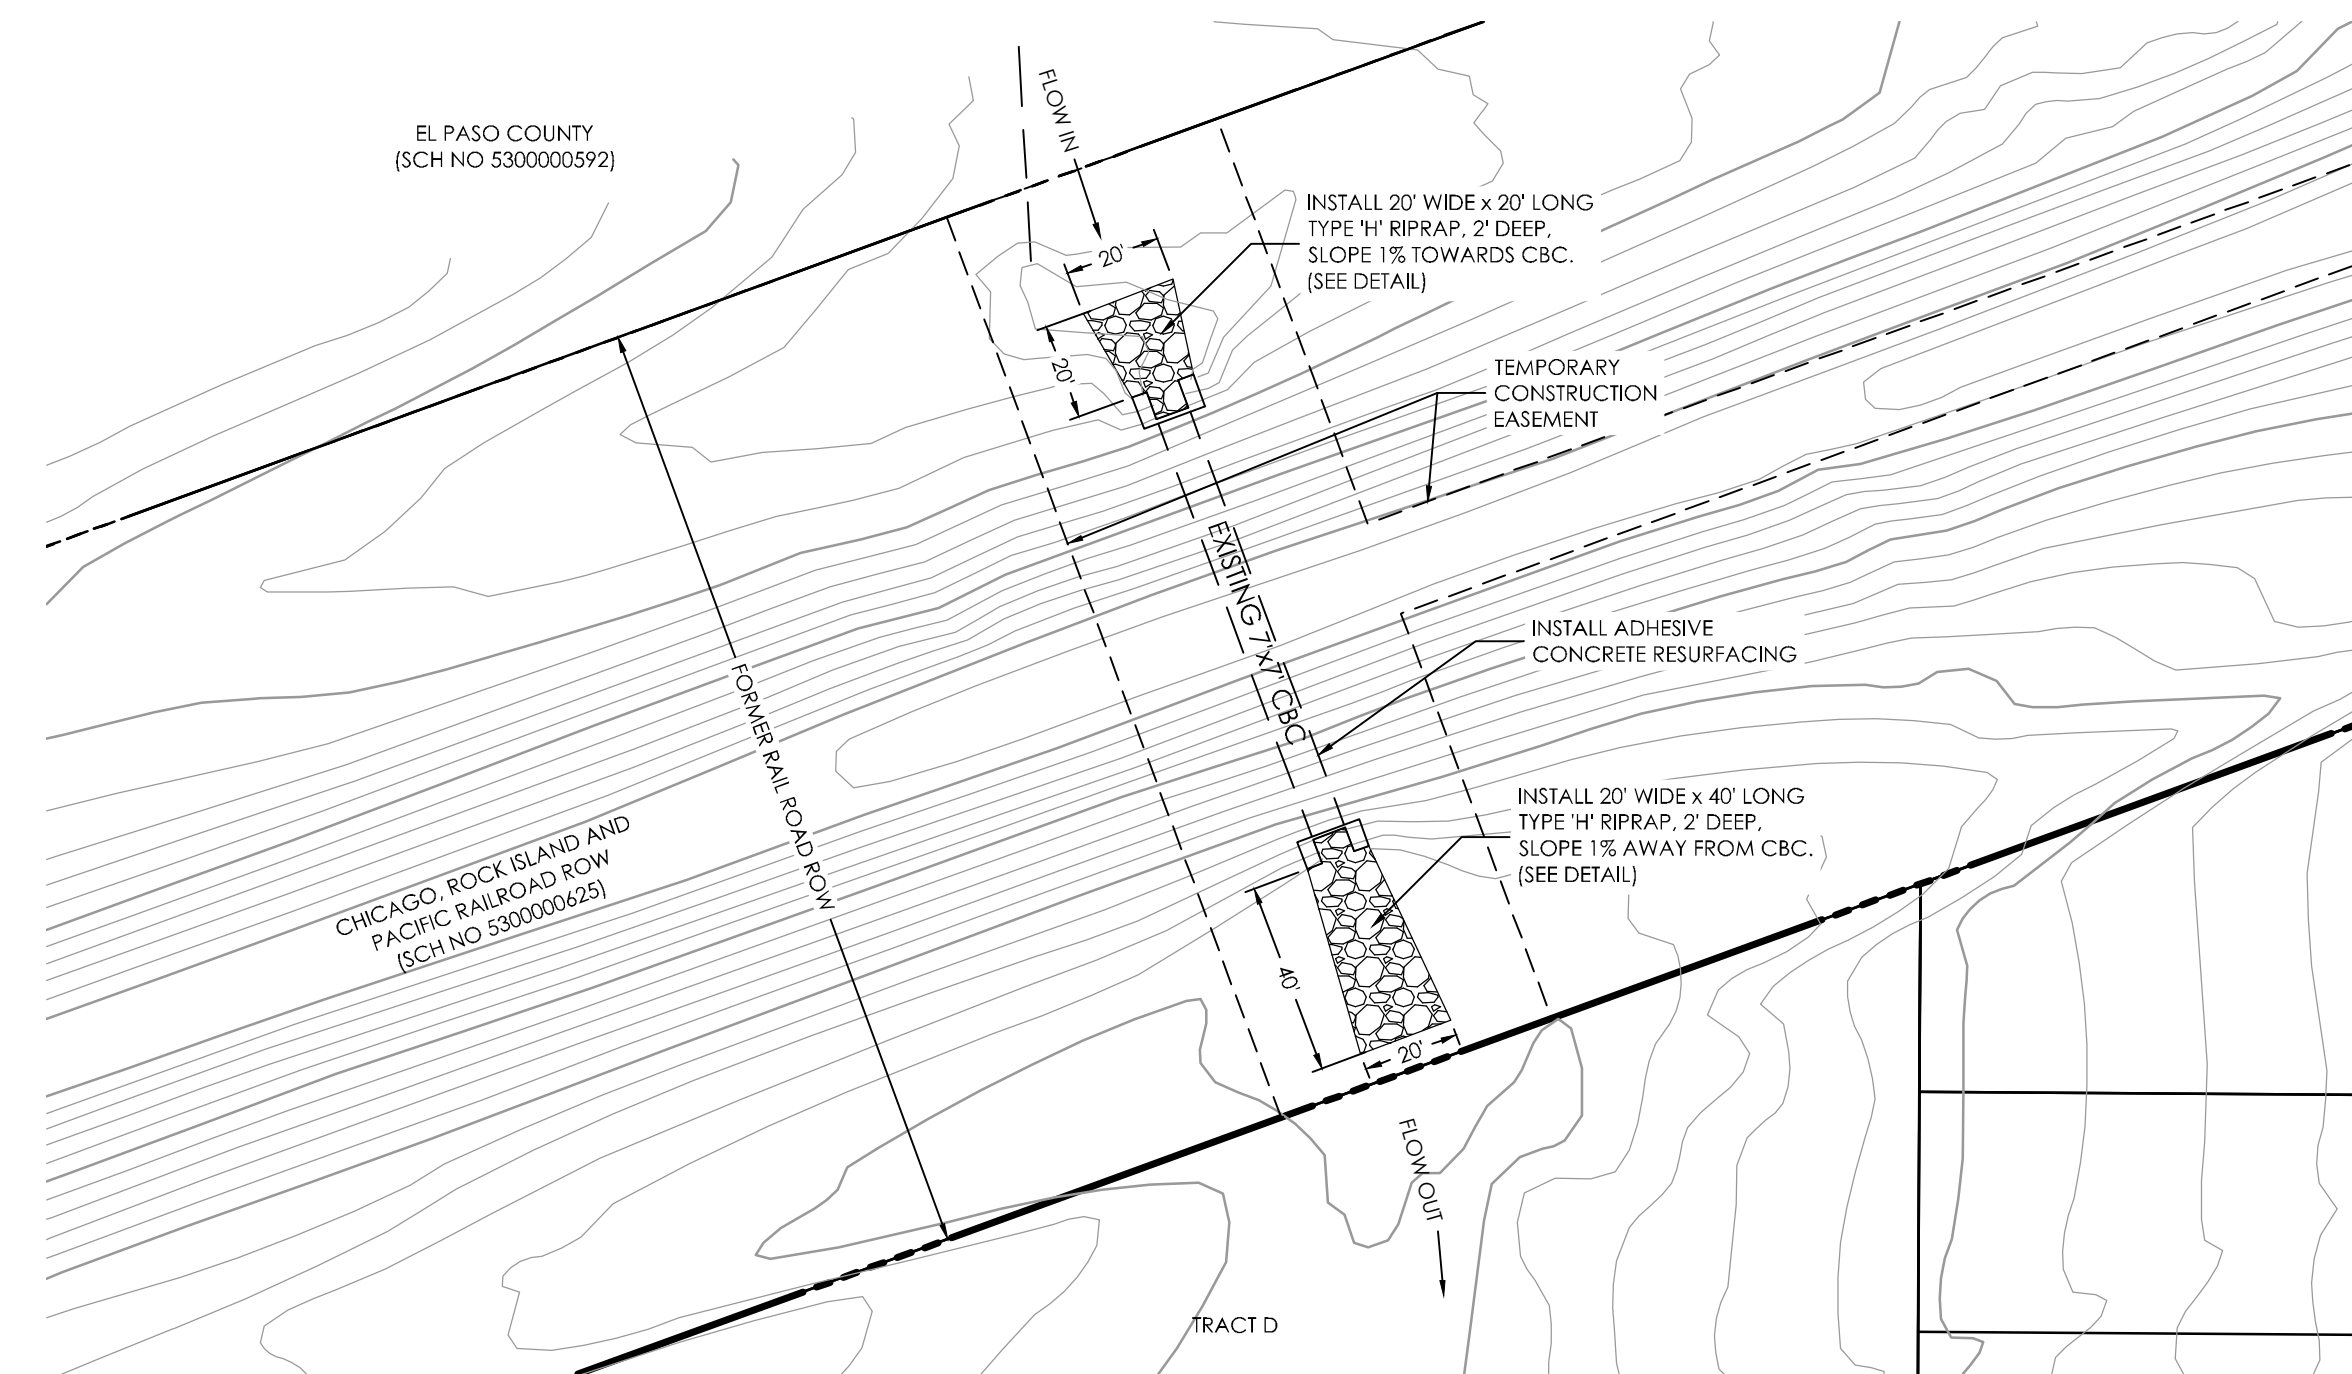 EL PASO COUNTY
(SCH NO 5300000592)
FLOW IN
INSTALL 20' WIDE x 20' LONG
TYPE 'H' RIPRAP, 2' DEEP,
SLOPE 1% TOWARDS CBC.
(SEE DETAIL)
20'
20'
TEMPORARY
CONSTRUCTION
EASEMENT
EXISTING 7'x7' CBC
INSTALL ADHESIVE
CONCRETE RESURFACING
FORMER RAIL ROAD ROW
INSTALL 20' WIDE x 40' LONG
TYPE 'H' RIPRAP, 2' DEEP,
SLOPE 1% AWAY FROM CBC.
(SEE DETAIL)
CHICAGO, ROCK ISLAND AND
PACIFIC RAILROAD ROW
(SCH NO 5300000625)
40'
20'
FLOW OUT
TRACT D